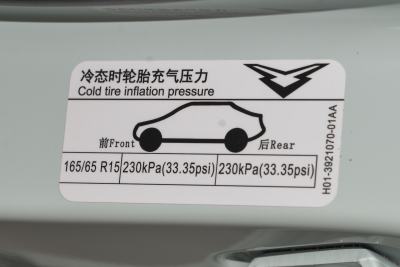 冷态时轮胎充气压力
Cold tire inflation pressure
前Front 后Rear
165/65 R15 230kPa(33.35psi) 230kPa(33.35psi)
H01-3921070-01AA